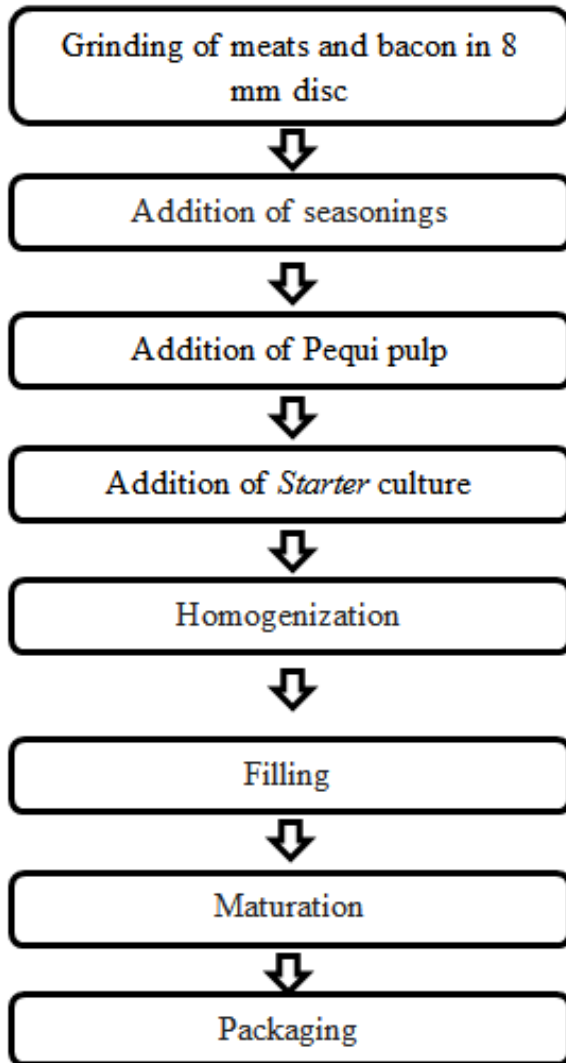 Grinding of meats and bacon in 8
mm disc
Addition of seasonings
Addition of Pequi pulp
Addition of Starter culture
Homogenization
Filling
Maturation
Packaging